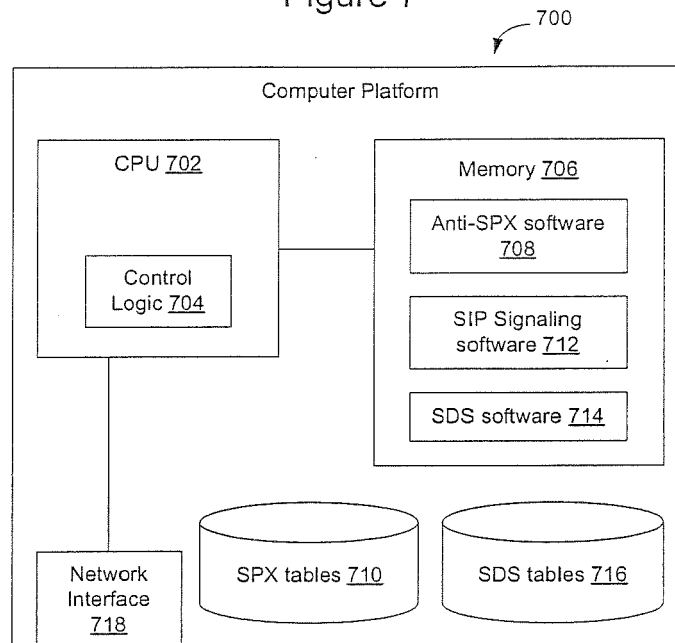 700
Computer Platform
CPU 702
Control
Logic 704
Memory 706
Anti-SPX software
708
SIP Signaling
software 712
SDS software 714
SPX tables 710
SDS tables 716
Network
Interface
718